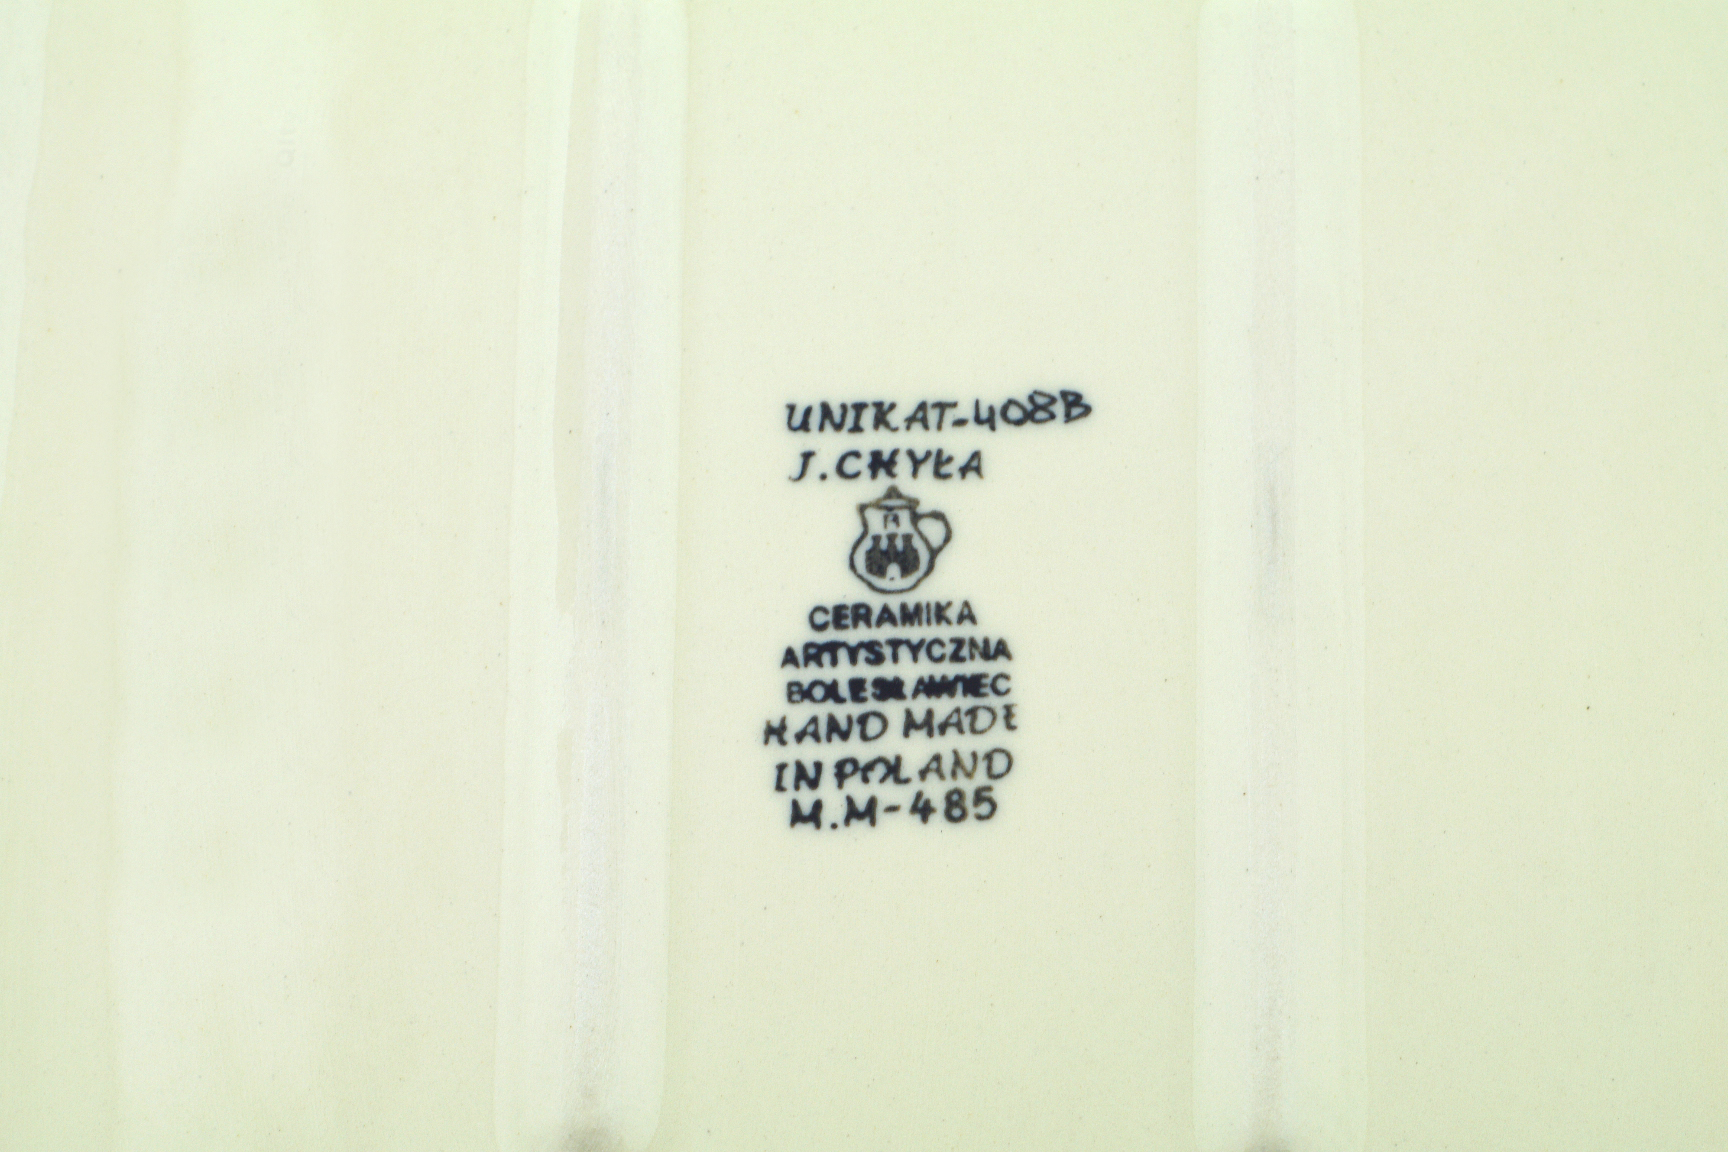 UNIKAT-408B
J.CHYŁA
CERAMIKA
ARTYSTYCZNA
BOLESŁAWIEC
HAND MADE
IN POLAND
M.M-485